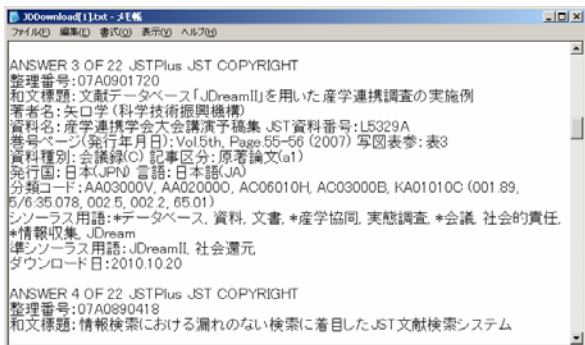 JDDownload[1].txt - メモ帳
ファイル(F) 編集(E) 書式(O) 表示(V) ヘルプ(H)
ANSWER 3 OF 22 JSTPlus JST COPYRIGHT
整理番号:07A0901720
和文標題:文献データベース「JDreamII」を用いた産学連携調査の実施例
著者名:矢口学 (科学技術振興機構)
資料名:産学連携学会大会講演予稿集 JST資料番号:L5329A
巻号ページ(発行年月日):Vol.5th, Page.55-56 (2007) 写図表参:表3
資料種別:会議録(C) 記事区分:原著論文(a1)
発行国:日本(JPN) 言語:日本語(JA)
分類コード:AA03000V, AA02000O, AC06010H, AC03000B, KA01010C (001.89,
5/6:35.078, 002.5, 002.2, 65.01)
シソーラス用語:*データベース, 資料, 文書, *産学協同, 実態調査, *会議, 社会的責任,
*情報収集, JDream
準シソーラス用語:JDreamII, 社会還元
ダウンロード日:2010.10.20
ANSWER 4 OF 22 JSTPlus JST COPYRIGHT
整理番号:07A0890418
和文標題:情報検索における漏れのない検索に着目したJST文献検索システム